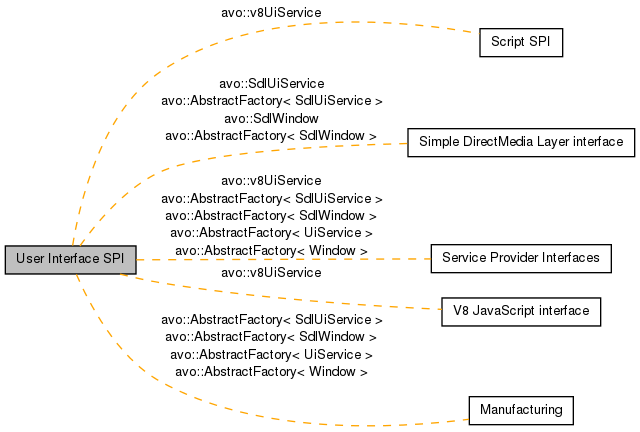 avo::v8UiService
Script SPI
avo::SdlUiService
avo::AbstractFactory< SdlUiService >
avo::SdlWindow
avo::AbstractFactory< SdlWindow >
Simple DirectMedia Layer interface
avo::v8UiService
avo::AbstractFactory< SdlUiService >
avo::AbstractFactory< SdlWindow >
avo::AbstractFactory< UiService >
avo::AbstractFactory< Window >
User Interface SPI
Service Provider Interfaces
avo::v8UiService
V8 JavaScript interface
avo::AbstractFactory< SdlUiService >
avo::AbstractFactory< SdlWindow >
avo::AbstractFactory< UiService >
avo::AbstractFactory< Window >
Manufacturing